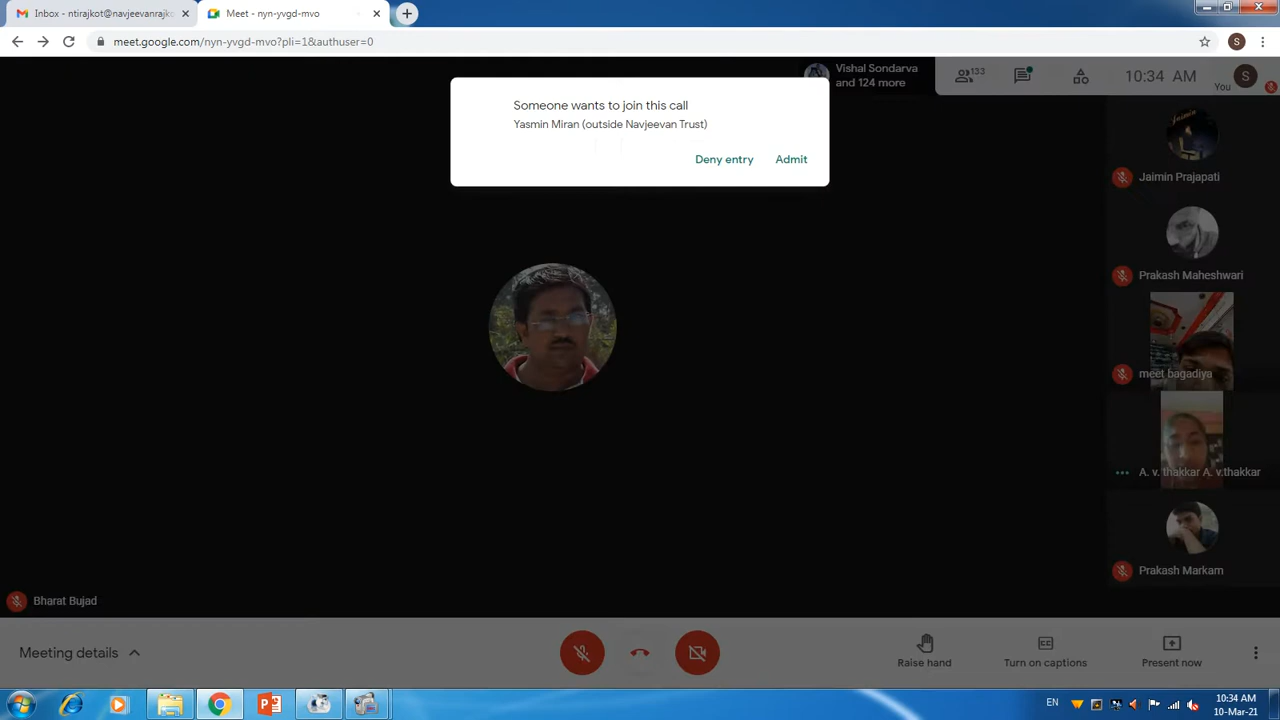 Inbox - ntirajkot@navjeevanrajko
Meet - nyn-yvgd-mvo
meet.google.com/nyn-yvgd-mvo?pli=1&authuser=0
S
Vishal Sondarva
and 124 more
133
10:34 AM
You
S
Someone wants to join this call
Yasmin Miran (outside Navjeevan Trust)
Deny entry
Admit
Jaimin Prajapati
Prakash Maheshwari
meet bagadiya
A. v. thakkar A. v.thakkar
Prakash Markam
Bharat Bujad
Meeting details
Raise hand
Turn on captions
Present now
EN
10:34 AM
10-Mar-21